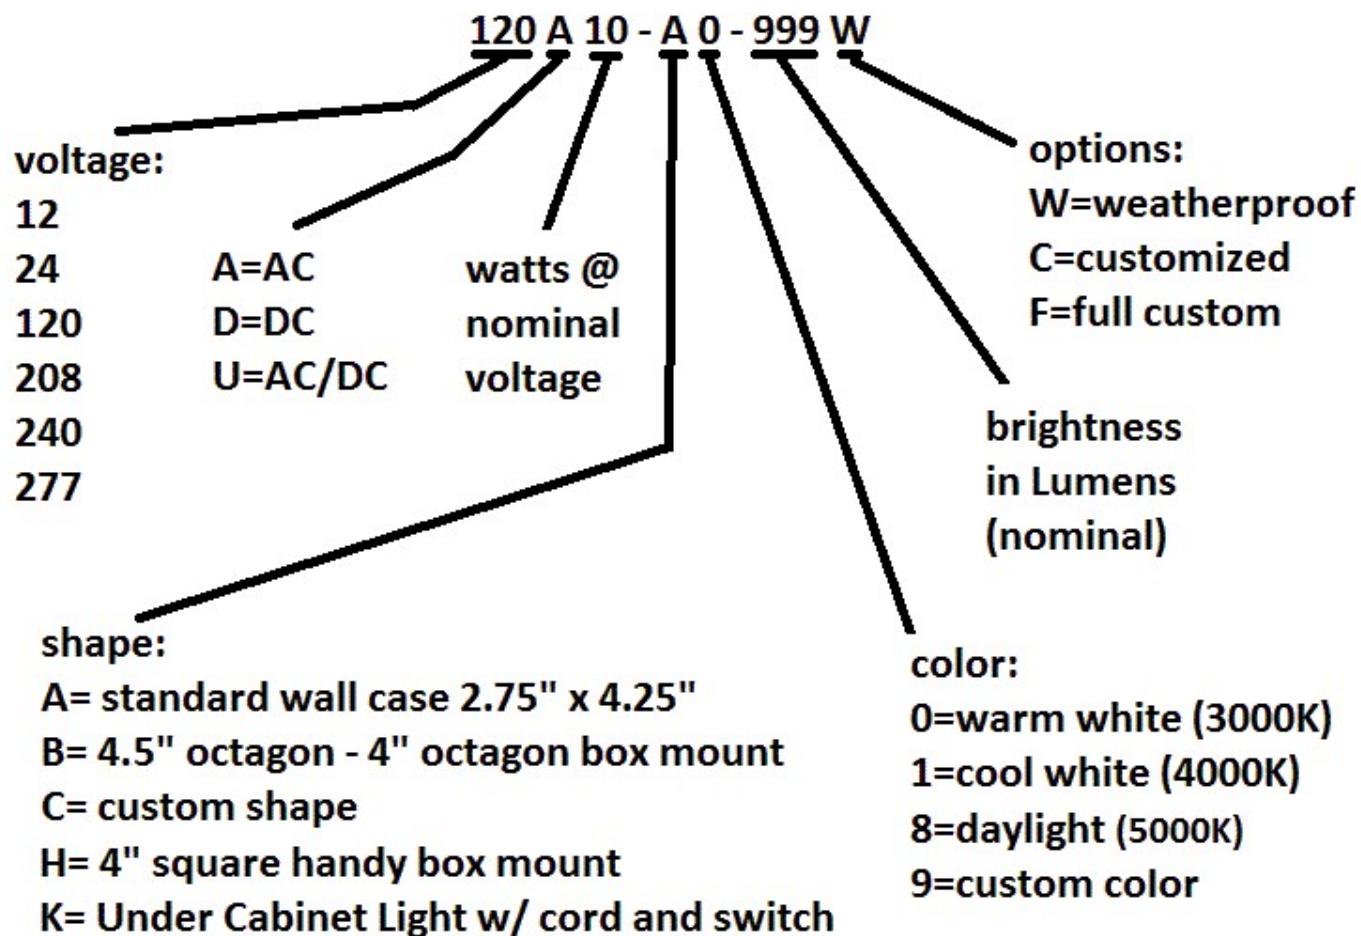 120 A 10 - A 0 - 999 W
voltage:
12
24
120
208
240
277
A=AC
D=DC
U=AC/DC
watts @
nominal
voltage
options:
W=weatherproof
C=customized
F=full custom
brightness
in Lumens
(nominal)
shape:
A= standard wall case 2.75" x 4.25"
B= 4.5" octagon - 4" octagon box mount
C= custom shape
H= 4" square handy box mount
K= Under Cabinet Light w/ cord and switch
color:
0=warm white (3000K)
1=cool white (4000K)
8=daylight (5000K)
9=custom color